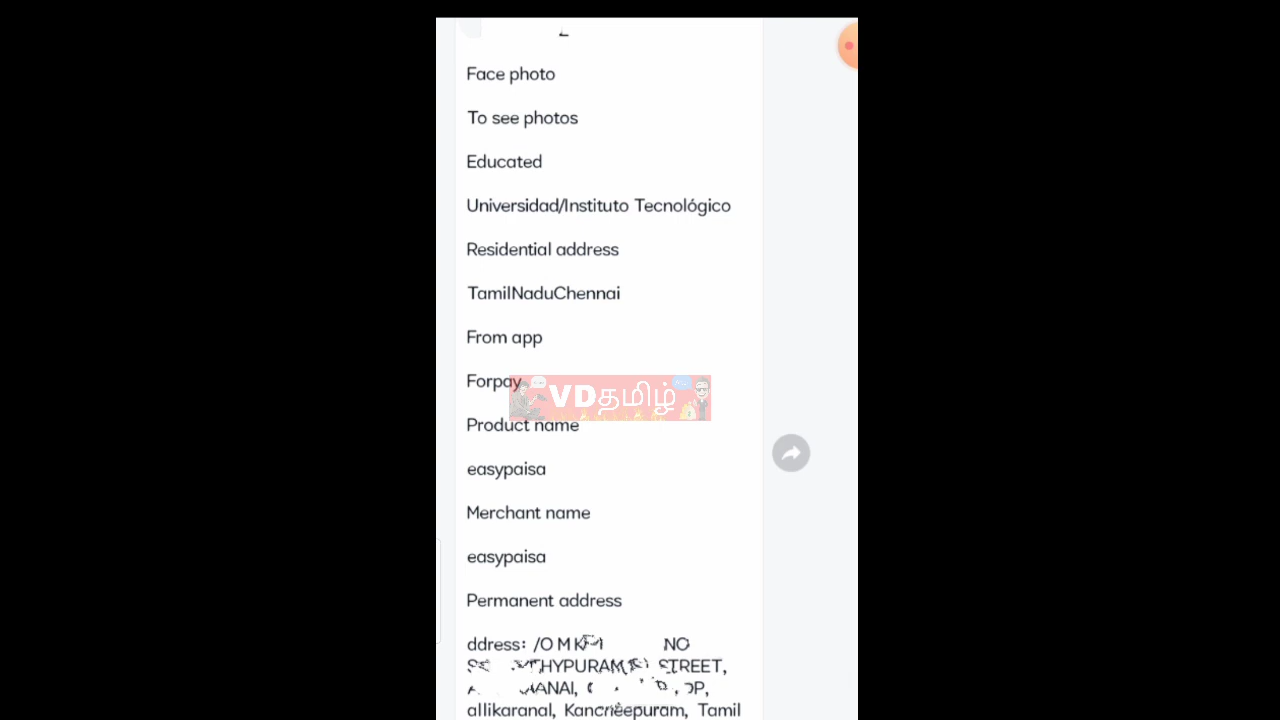 Face photo
To see photos
Educated
Universidad/Instituto Tecnológico
Residential address
TamilNaduChennai
From app
Forpay
VDதமிழ்
Product name
easypaisa
Merchant name
easypaisa
Permanent address
ddress: /O M NO
STREET,
allikaranal, Kancheepuram, Tamil